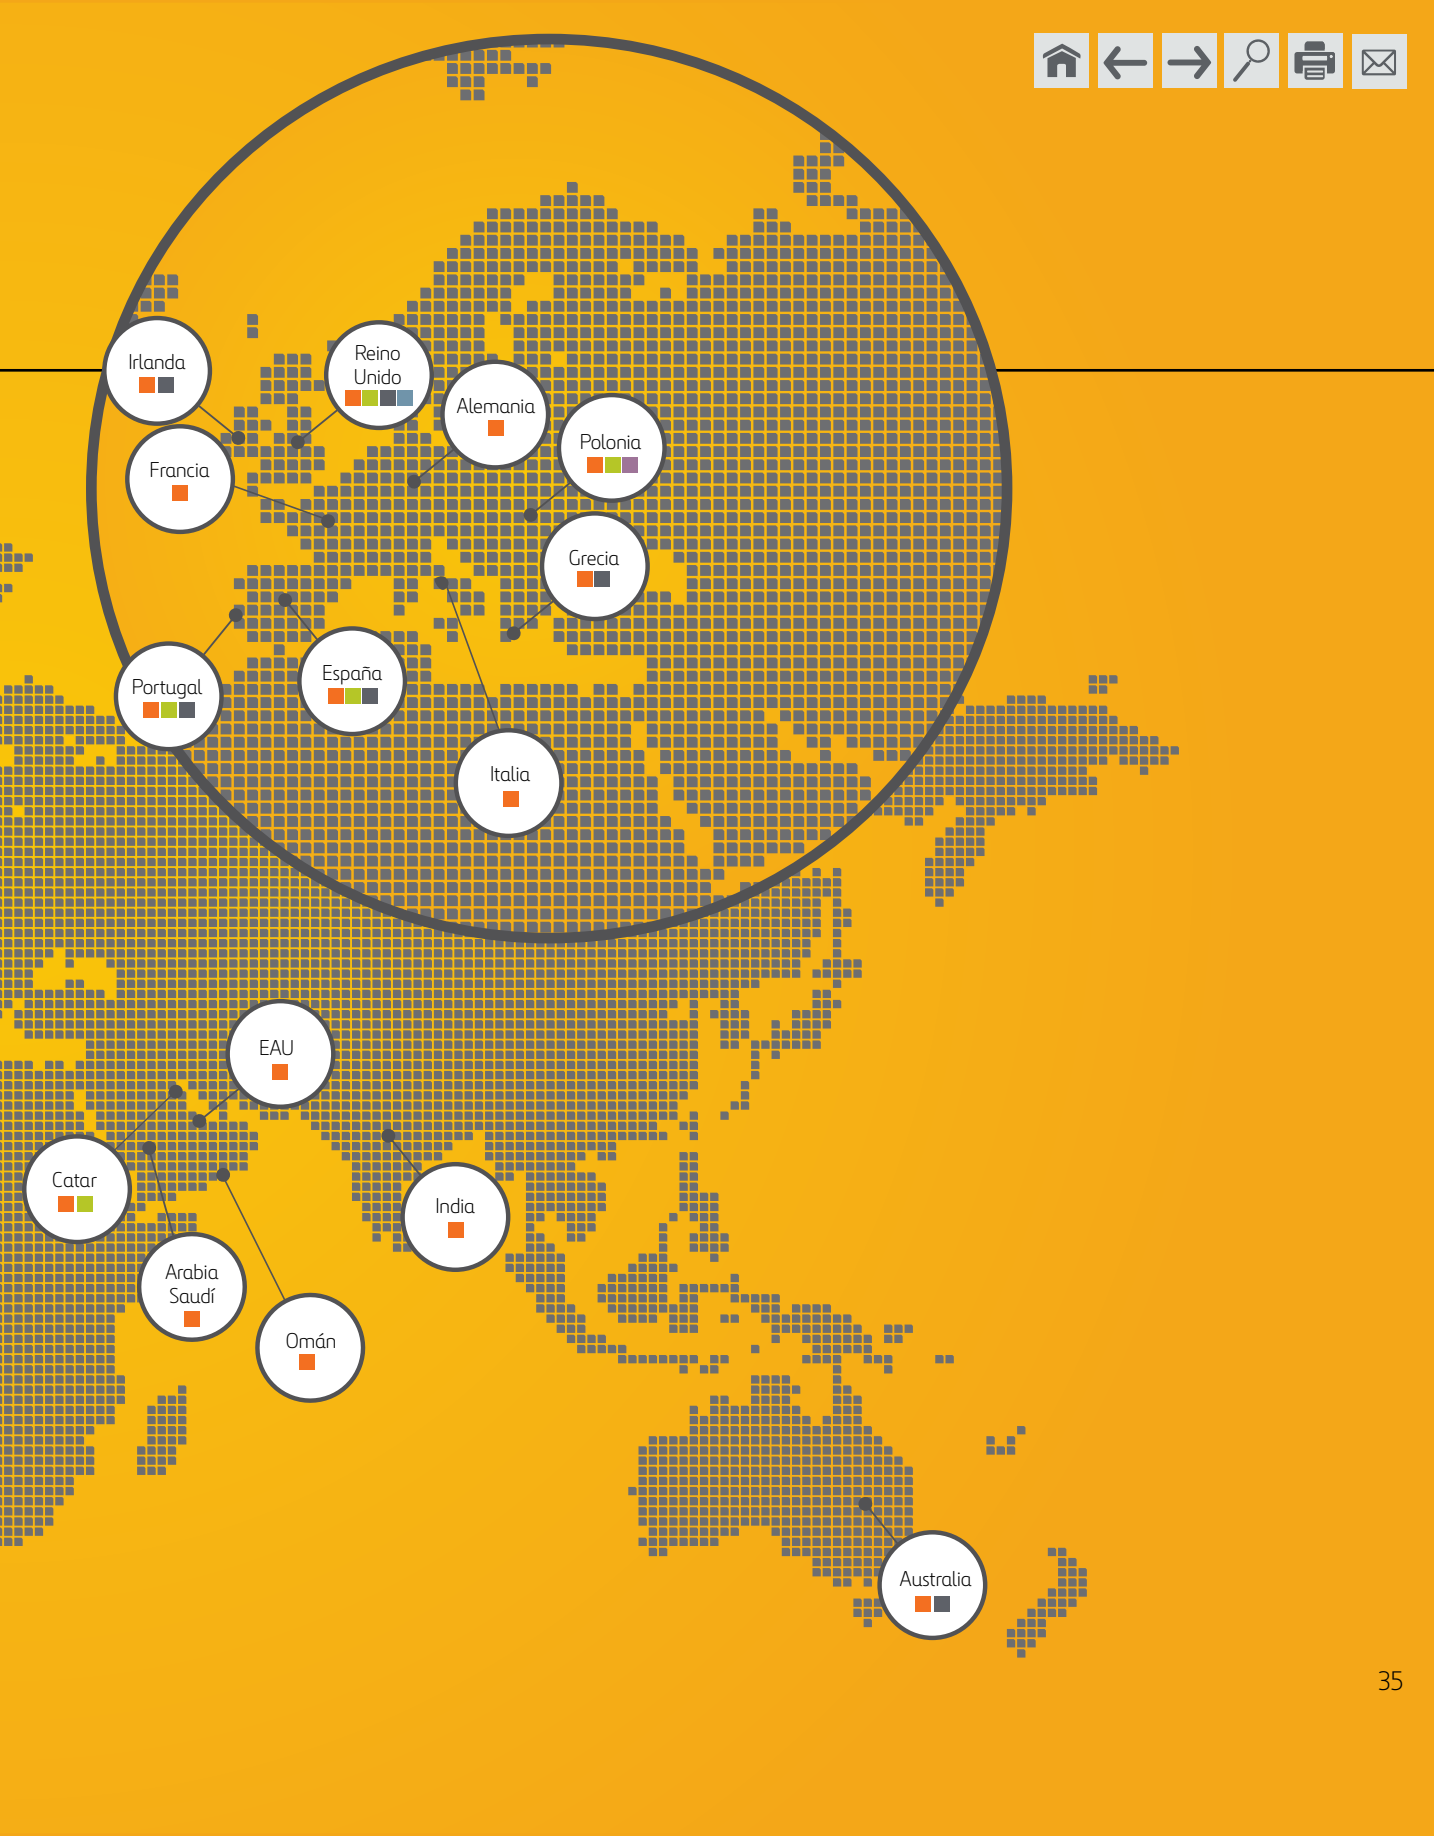 Irlanda
Reino
Unido
Alemania
Polonia
Francia
Grecia
Portugal
España
Italia
EAU
Catar
India
Arabia
Saudí
Omán
Australia
35